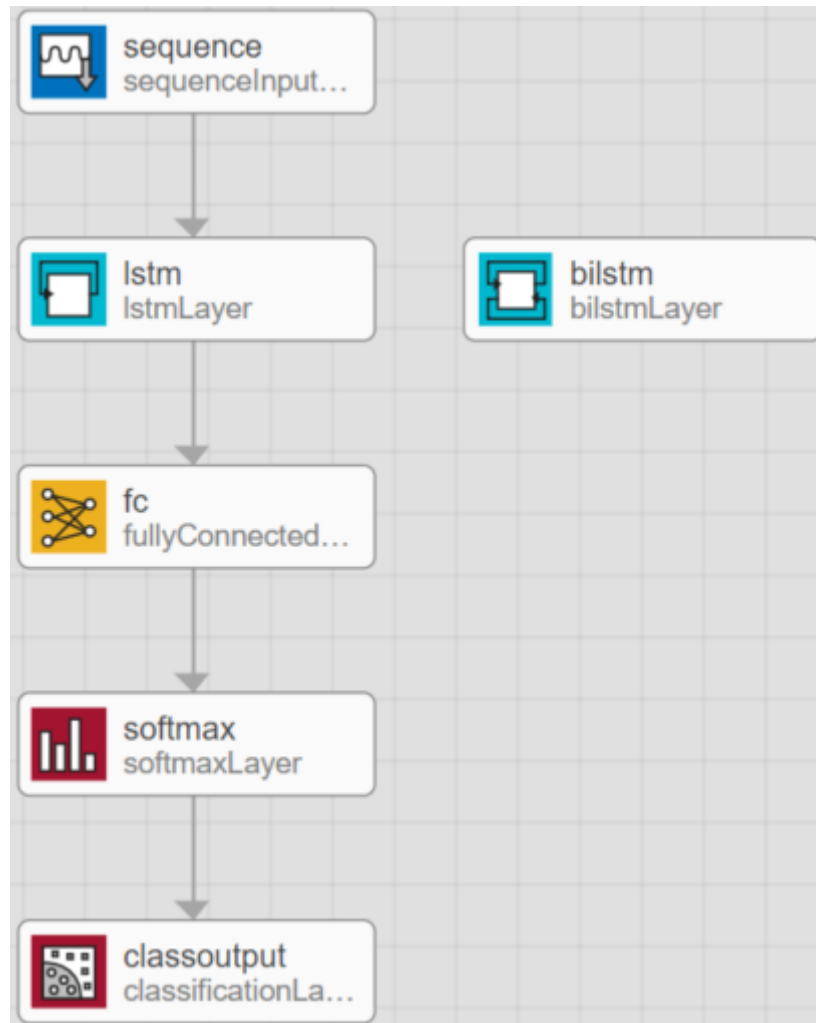 sequence
sequenceInput...
lstm
lstmLayer
bilstm
bilstmLayer
fc
fullyConnected...
softmax
softmaxLayer
classoutput
classificationLa...